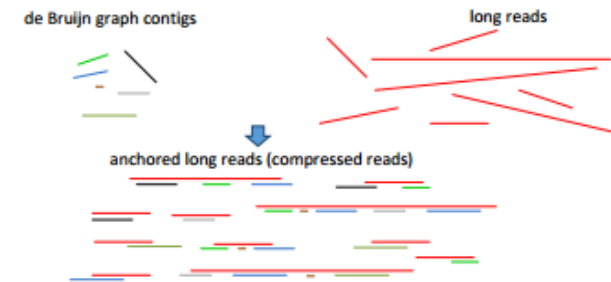 de Bruijn graph contigs
long reads
anchored long reads (compressed reads)